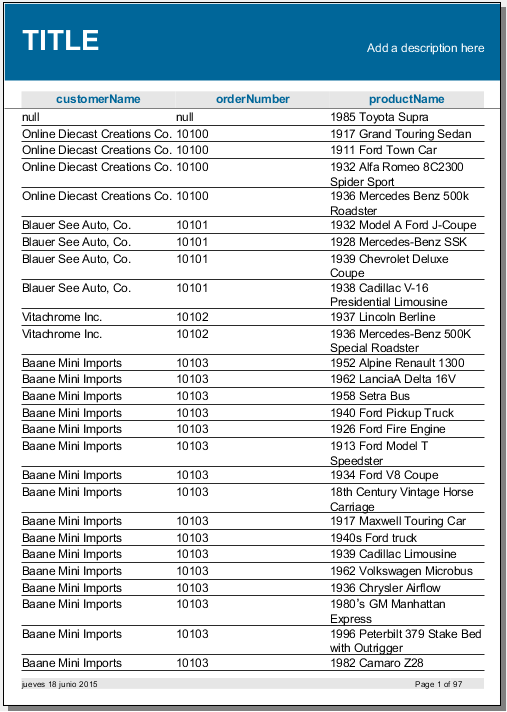 TITLE
Add a description here
customerName orderNumber productName
null null 1985 Toyota Supra
Online Diecast Creations Co. 10100 1917 Grand Touring Sedan
Online Diecast Creations Co. 10100 1911 Ford Town Car
Online Diecast Creations Co. 10100 1932 Alfa Romeo 8C2300
Spider Sport
Online Diecast Creations Co. 10100 1936 Mercedes Benz 500k
Roadster
Blauer See Auto, Co. 10101 1932 Model A Ford J-Coupe
Blauer See Auto, Co. 10101 1928 Mercedes-Benz SSK
Blauer See Auto, Co. 10101 1939 Chevrolet Deluxe
Coupe
Blauer See Auto, Co. 10101 1938 Cadillac V-16
Presidential Limousine
Vitachrome Inc. 10102 1937 Lincoln Berline
Vitachrome Inc. 10102 1936 Mercedes-Benz 500K
Special Roadster
Baane Mini Imports 10103 1952 Alpine Renault 1300
Baane Mini Imports 10103 1962 LanciaA Delta 16V
Baane Mini Imports 10103 1958 Setra Bus
Baane Mini Imports 10103 1940 Ford Pickup Truck
Baane Mini Imports 10103 1926 Ford Fire Engine
Baane Mini Imports 10103 1913 Ford Model T
Speedster
Baane Mini Imports 10103 1934 Ford V8 Coupe
Baane Mini Imports 10103 18th Century Vintage Horse
Carriage
Baane Mini Imports 10103 1917 Maxwell Touring Car
Baane Mini Imports 10103 1940s Ford truck
Baane Mini Imports 10103 1939 Cadillac Limousine
Baane Mini Imports 10103 1962 Volkswagen Microbus
Baane Mini Imports 10103 1936 Chrysler Airflow
Baane Mini Imports 10103 1980’s GM Manhattan
Express
Baane Mini Imports 10103 1996 Peterbilt 379 Stake Bed
with Outrigger
Baane Mini Imports 10103 1982 Camaro Z28
jueves 18 junio 2015 Page 1 of 97